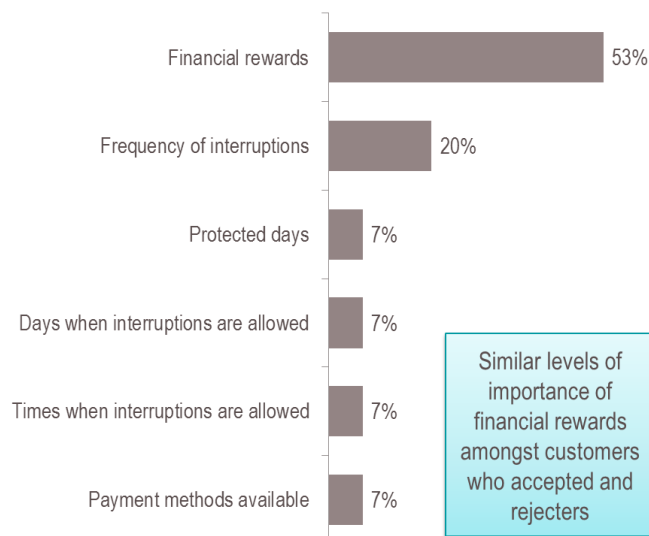 Financial rewards 53%
Frequency of interruptions 20%
Protected days 7%
Days when interruptions are allowed 7%
Times when interruptions are allowed 7%
Payment methods available 7%
Similar levels of
importance of
financial rewards
amongst customers
who accepted and
rejecters